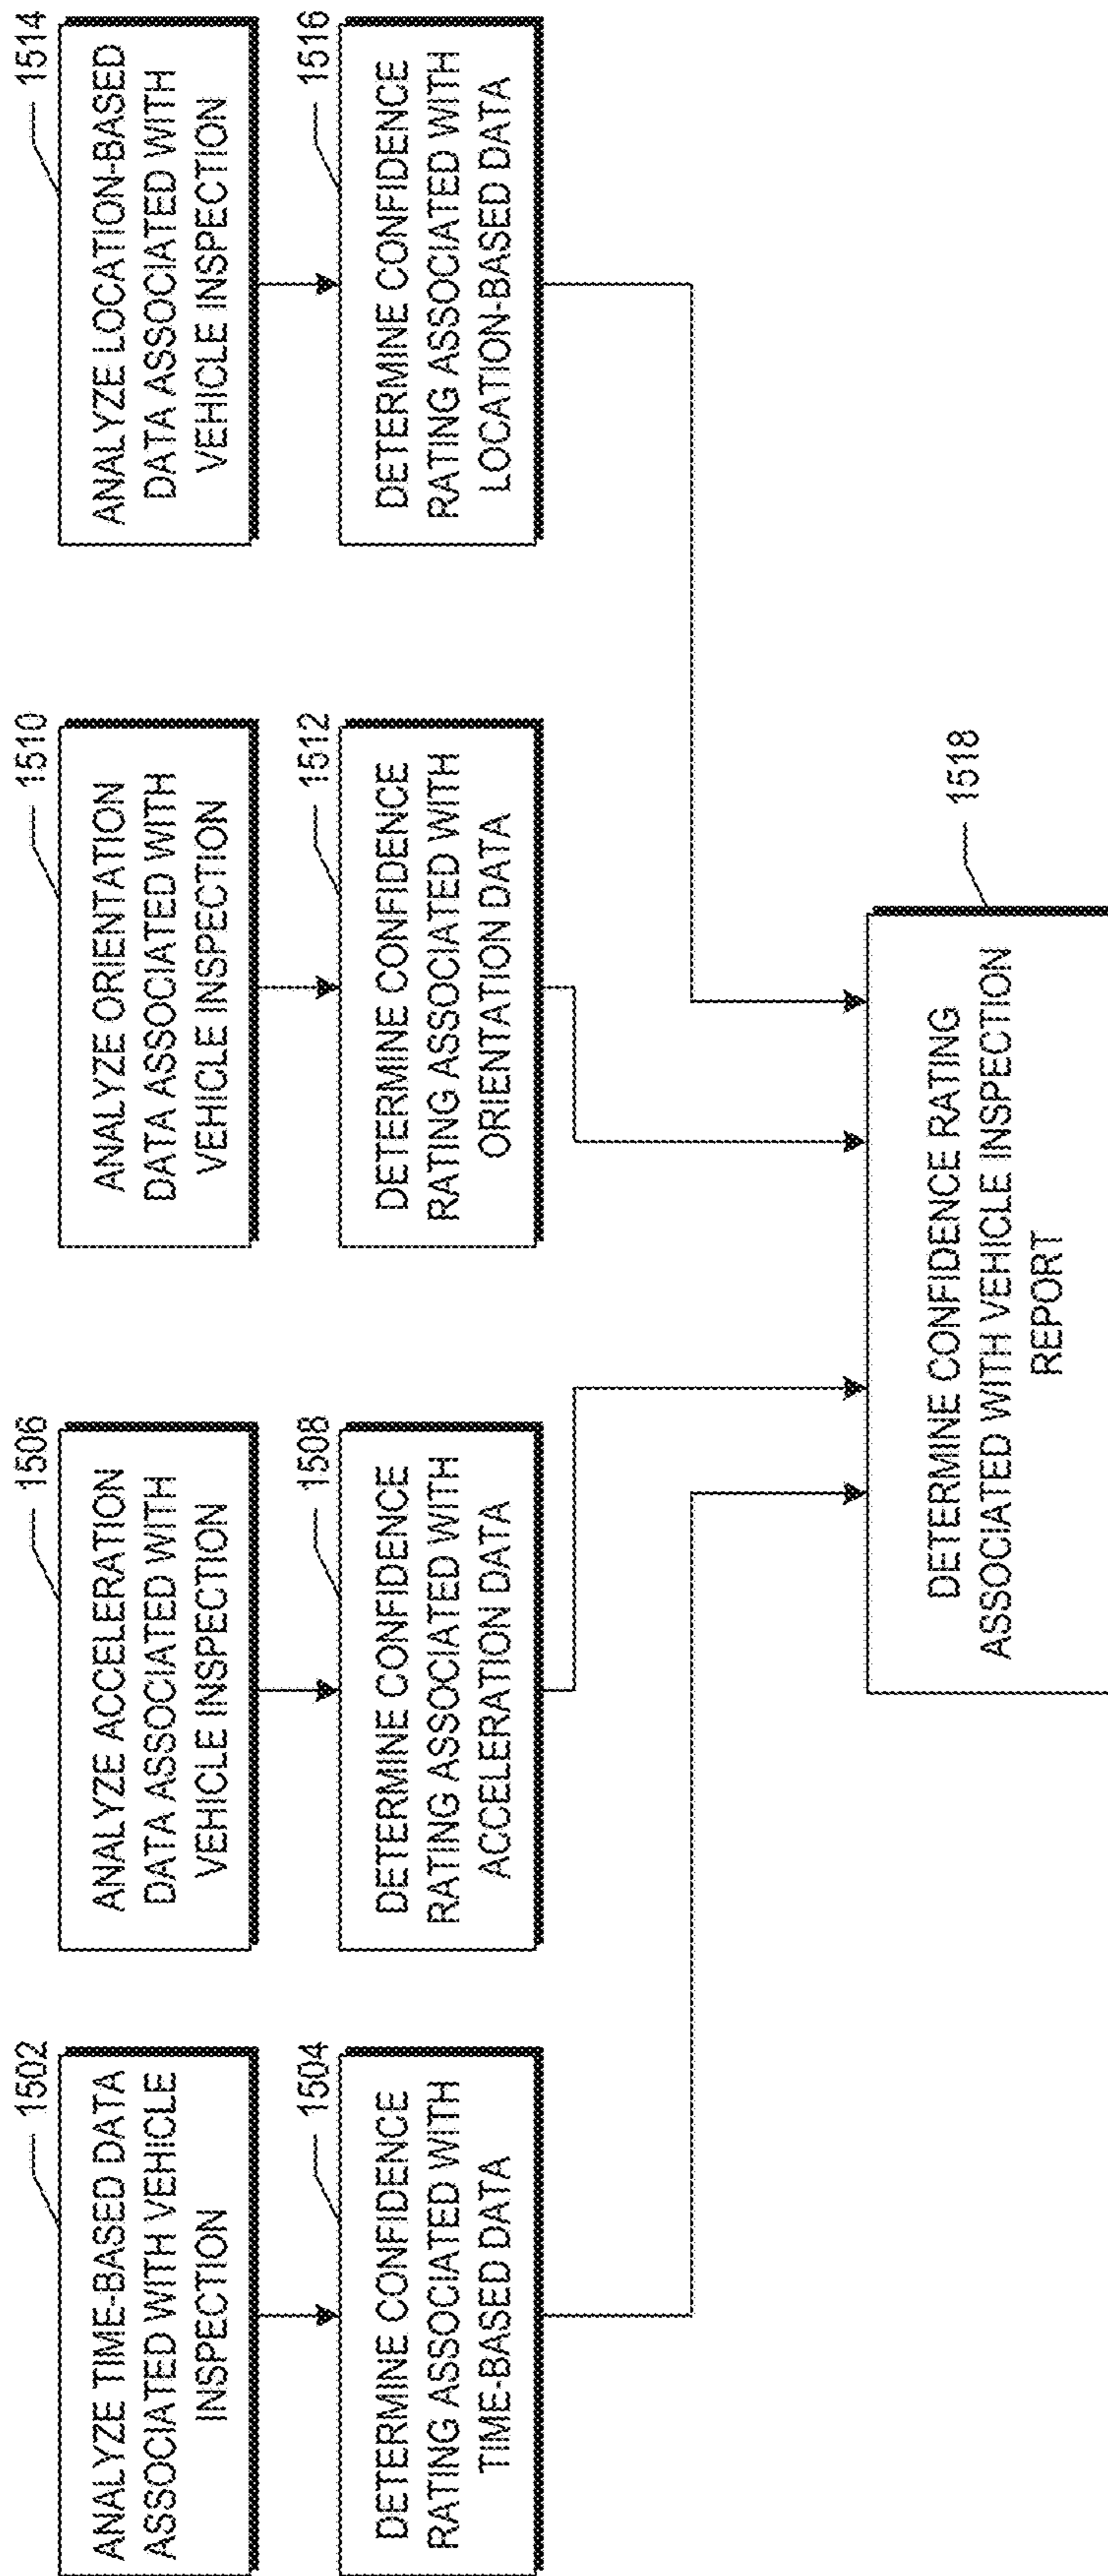 1502
ANALYZE TIME-BASED DATA
ASSOCIATED WITH VEHICLE
INSPECTION
1504
DETERMINE CONFIDENCE
RATING ASSOCIATED WITH
TIME-BASED DATA
1506
ANALYZE ACCELERATION
DATA ASSOCIATED WITH
VEHICLE INSPECTION
1508
DETERMINE CONFIDENCE
RATING ASSOCIATED WITH
ACCELERATION DATA
1510
ANALYZE ORIENTATION
DATA ASSOCIATED WITH
VEHICLE INSPECTION
1512
DETERMINE CONFIDENCE
RATING ASSOCIATED WITH
ORIENTATION DATA
1514
ANALYZE LOCATION-BASED
DATA ASSOCIATED WITH
VEHICLE INSPECTION
1516
DETERMINE CONFIDENCE
RATING ASSOCIATED WITH
LOCATION-BASED DATA
1518
DETERMINE CONFIDENCE RATING
ASSOCIATED WITH VEHICLE INSPECTION
REPORT